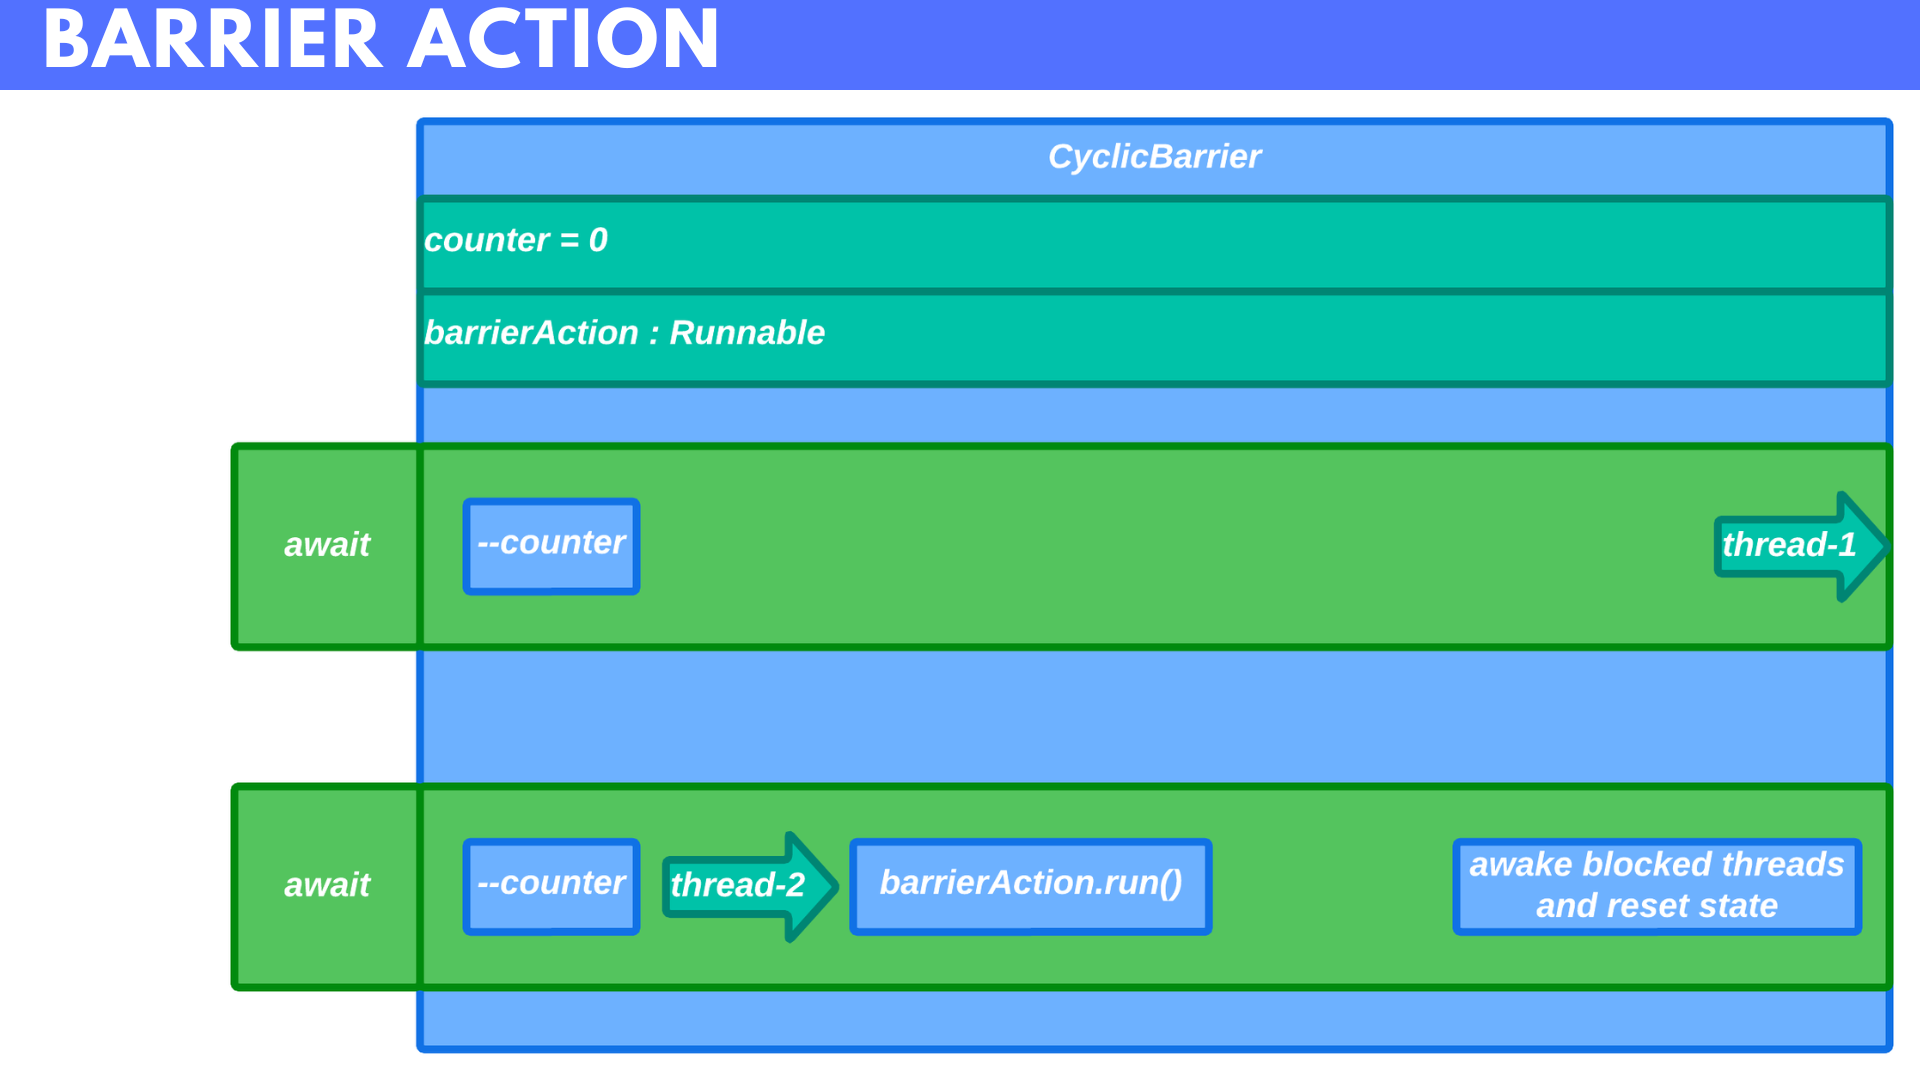 BARRIER ACTION
CyclicBarrier
counter = 0
barrierAction : Runnable
await
--counter
thread-1
await
--counter
thread-2
barrierAction.run()
awake blocked threads
and reset state